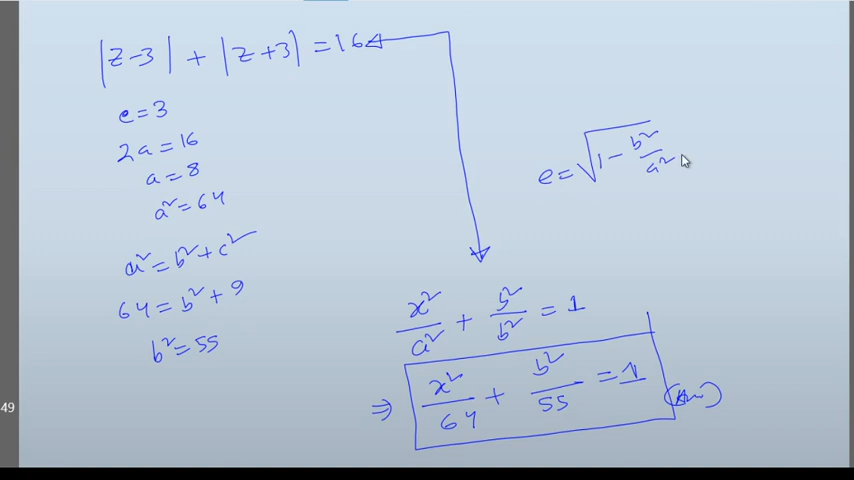 |z-3| + |z+3| = 16
e = 3
2a = 16
a = 8
a² = 64
a² = b² + c²
64 = b² + 9
b² = 55
e = √(1 - b²/a²)
x²/a² + y²/b² = 1
⇒ x²/64 + y²/55 = 1 (Ans)
49